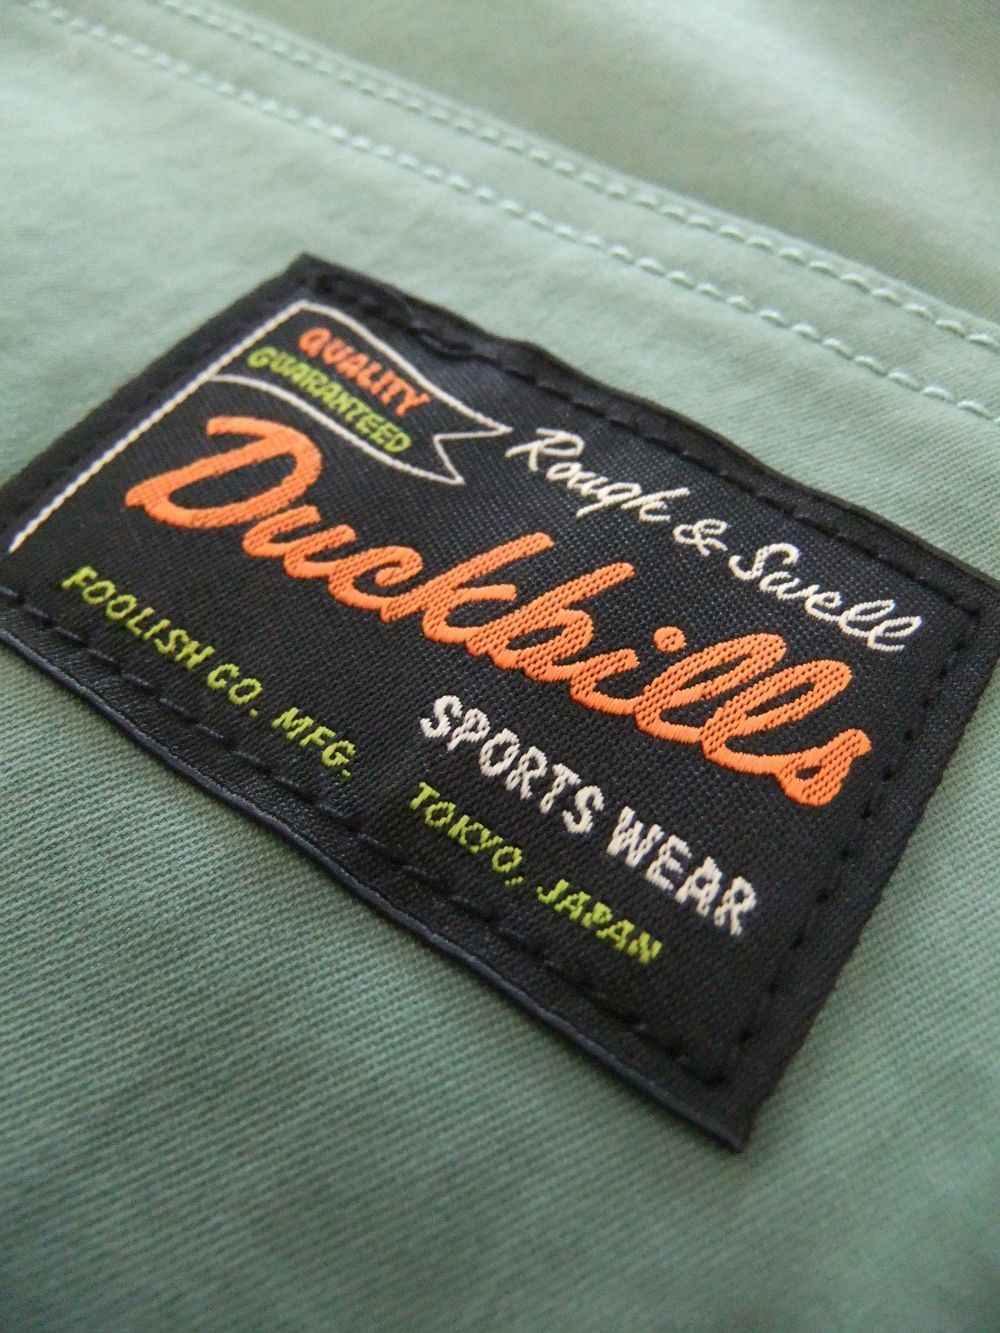 QUALITY
GUARANTEED
Rough & Swell
Duckbills
SPORTS WEAR
FOOLISH CO. MFG. TOKYO, JAPAN